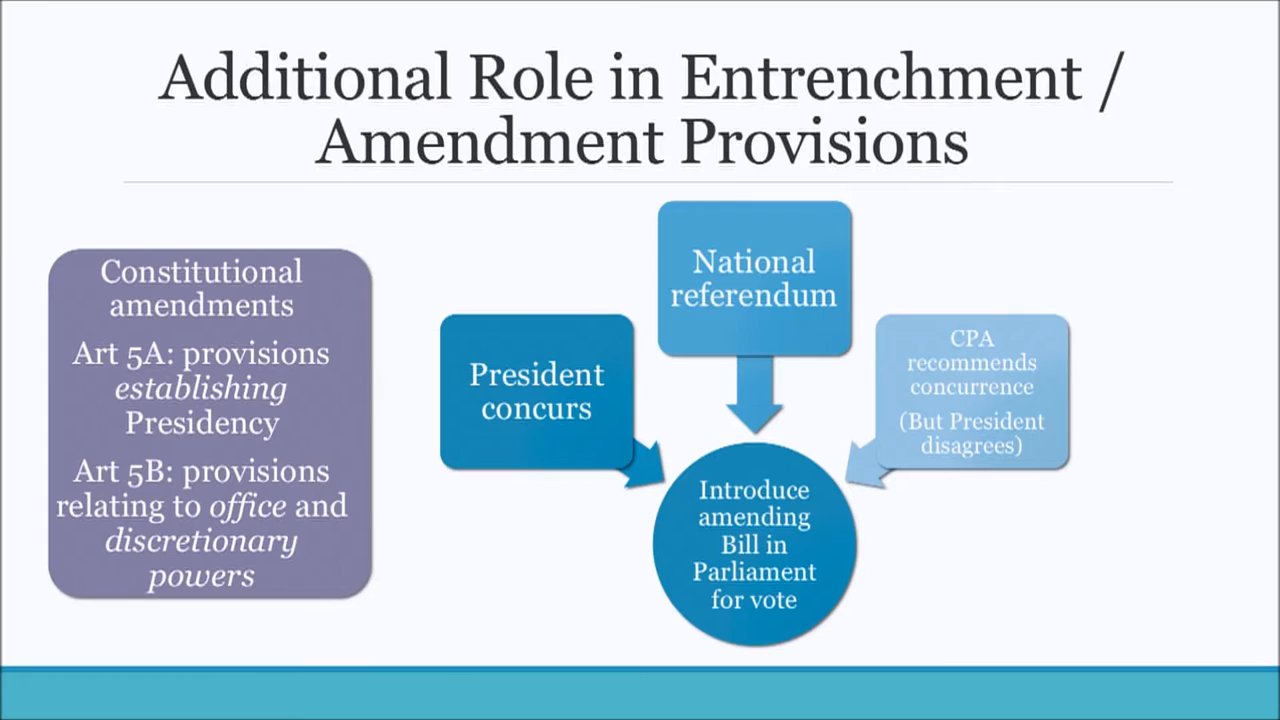 Additional Role in Entrenchment /
Amendment Provisions
Constitutional
amendments
Art 5A: provisions
establishing
Presidency
Art 5B: provisions
relating to office and
discretionary
powers
President
concurs
National
referendum
CPA
recommends
concurrence
(But President
disagrees)
Introduce
amending
Bill in
Parliament
for vote